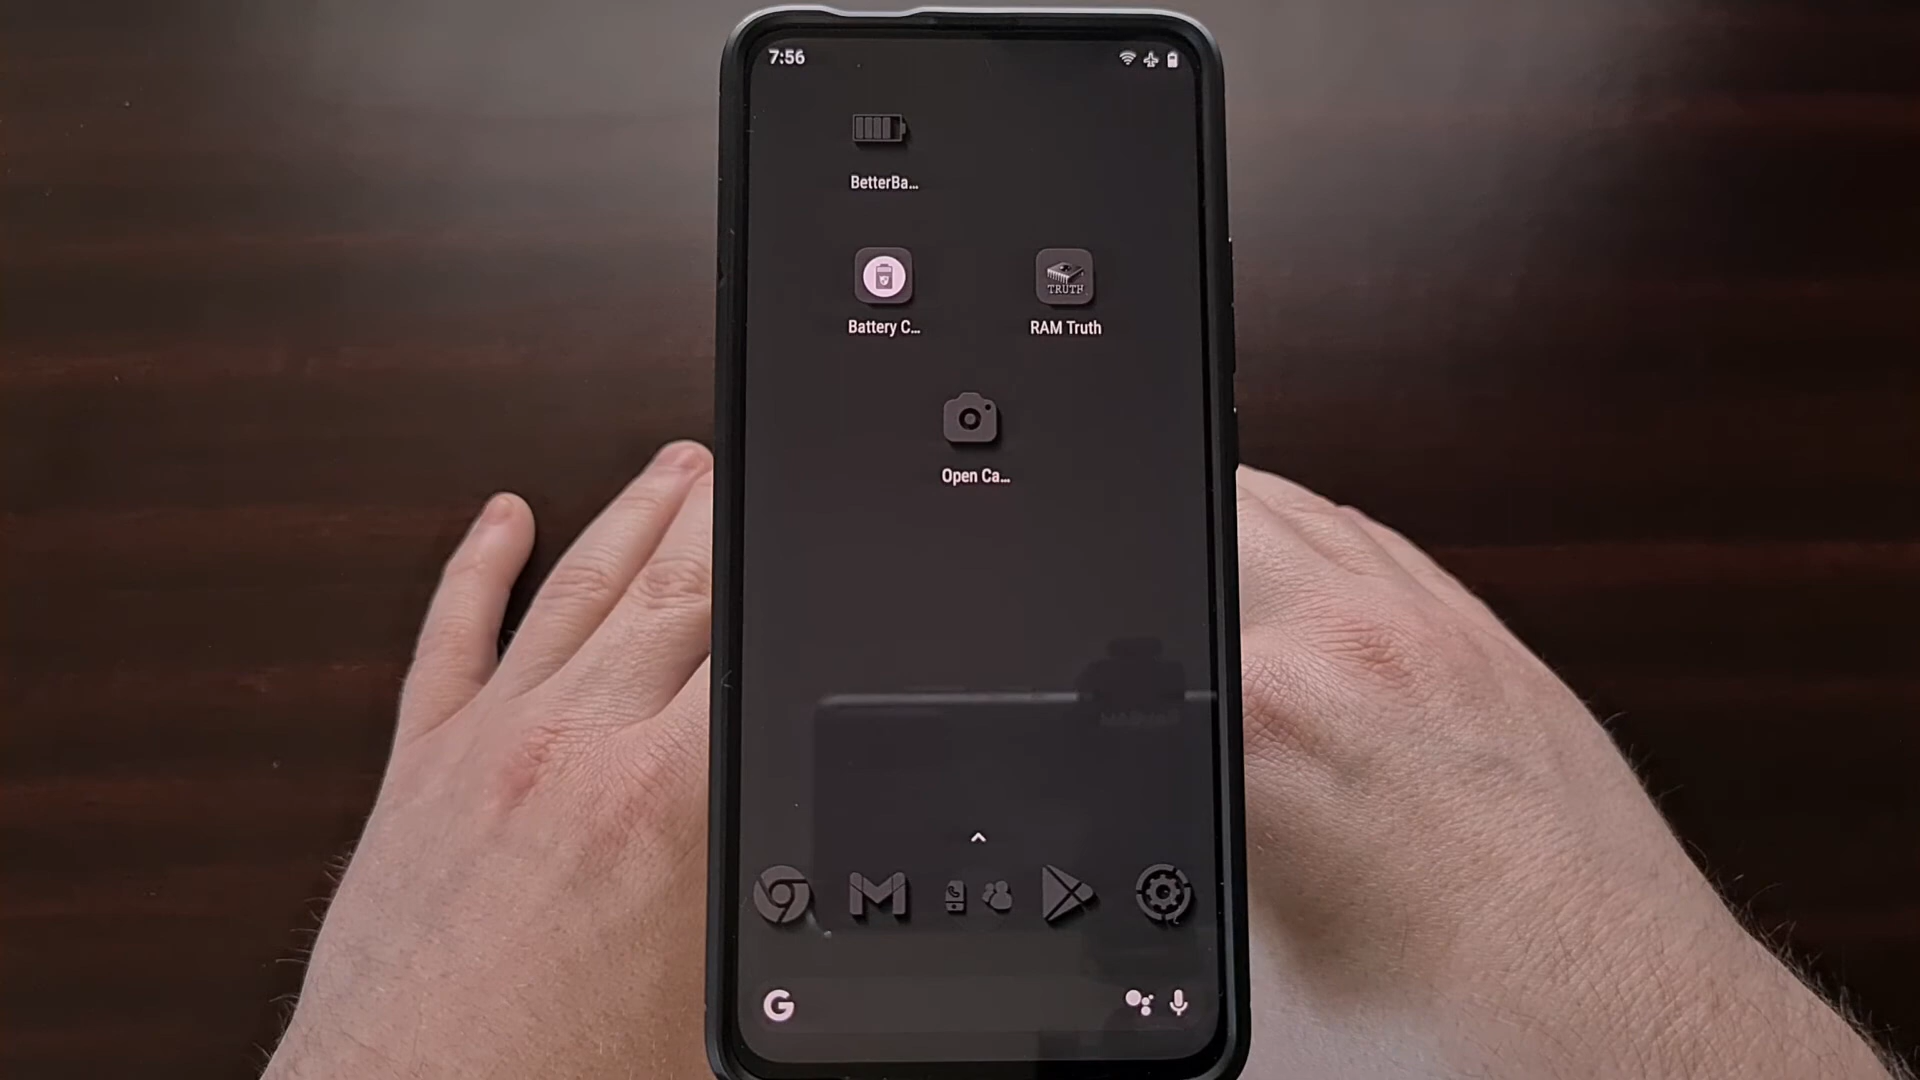 7:56
BetterBa...
TRUTH
Battery C...
RAM Truth
Open Ca...